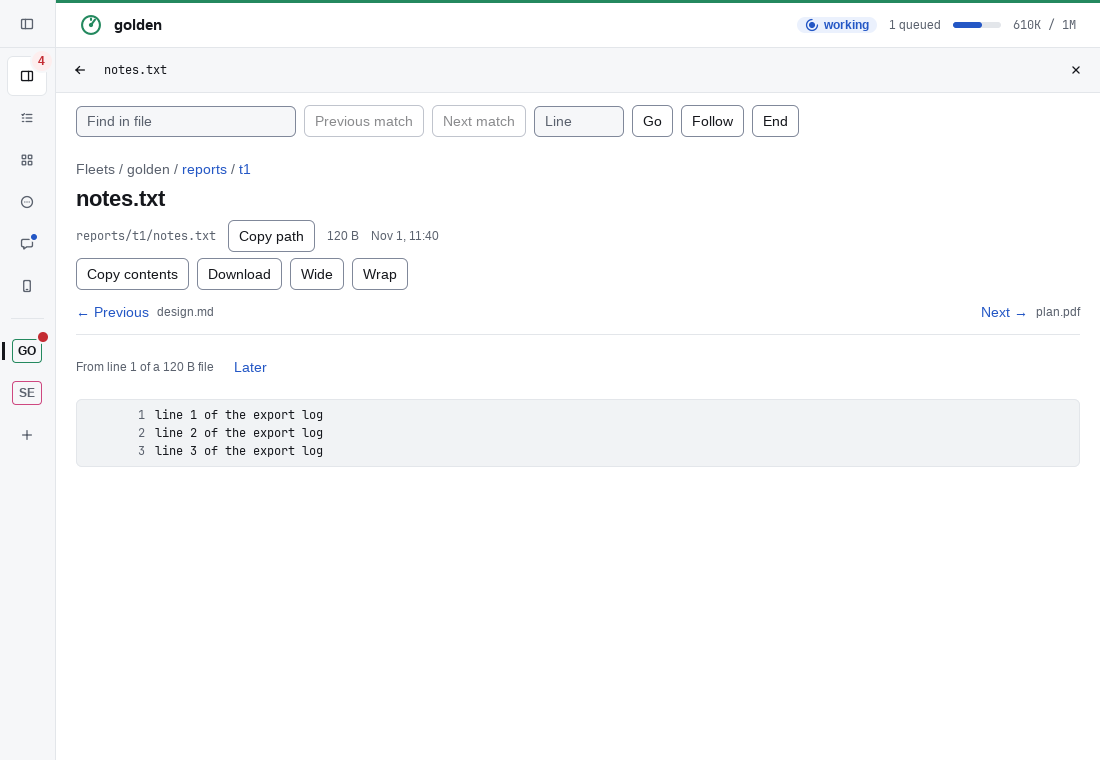 golden
working
1 queued
610K / 1M
4
notes.txt
Find in file
Previous match
Next match
Line
Go
Follow
End
Fleets / golden / reports / t1
notes.txt
reports/t1/notes.txt
Copy path
120 B
Nov 1, 11:40
Copy contents
Download
Wide
Wrap
← Previous design.md
Next → plan.pdf
GO
SE
From line 1 of a 120 B file
Later
1 line 1 of the export log
2 line 2 of the export log
3 line 3 of the export log